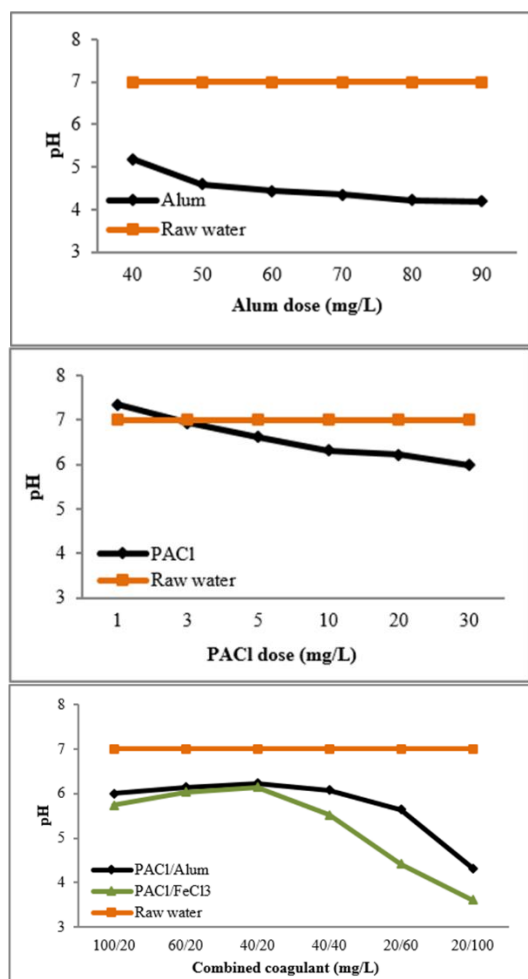 8
7
6
5
4
3
pH
Alum
Raw water
40 50 60 70 80 90
Alum dose (mg/L)
8
7
6
5
4
3
pH
PACl
Raw water
1 3 5 10 20 30
PACl dose (mg/L)
8
7
6
5
4
3
pH
PACl/Alum
PACl/FeCl3
Raw water
100/20 60/20 40/20 40/40 20/60 20/100
Combined coagulant (mg/L)